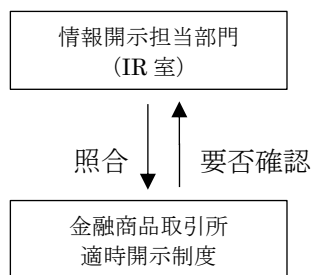 情報開示担当部門
（IR 室）
照合
要否確認
金融商品取引所
適時開示制度